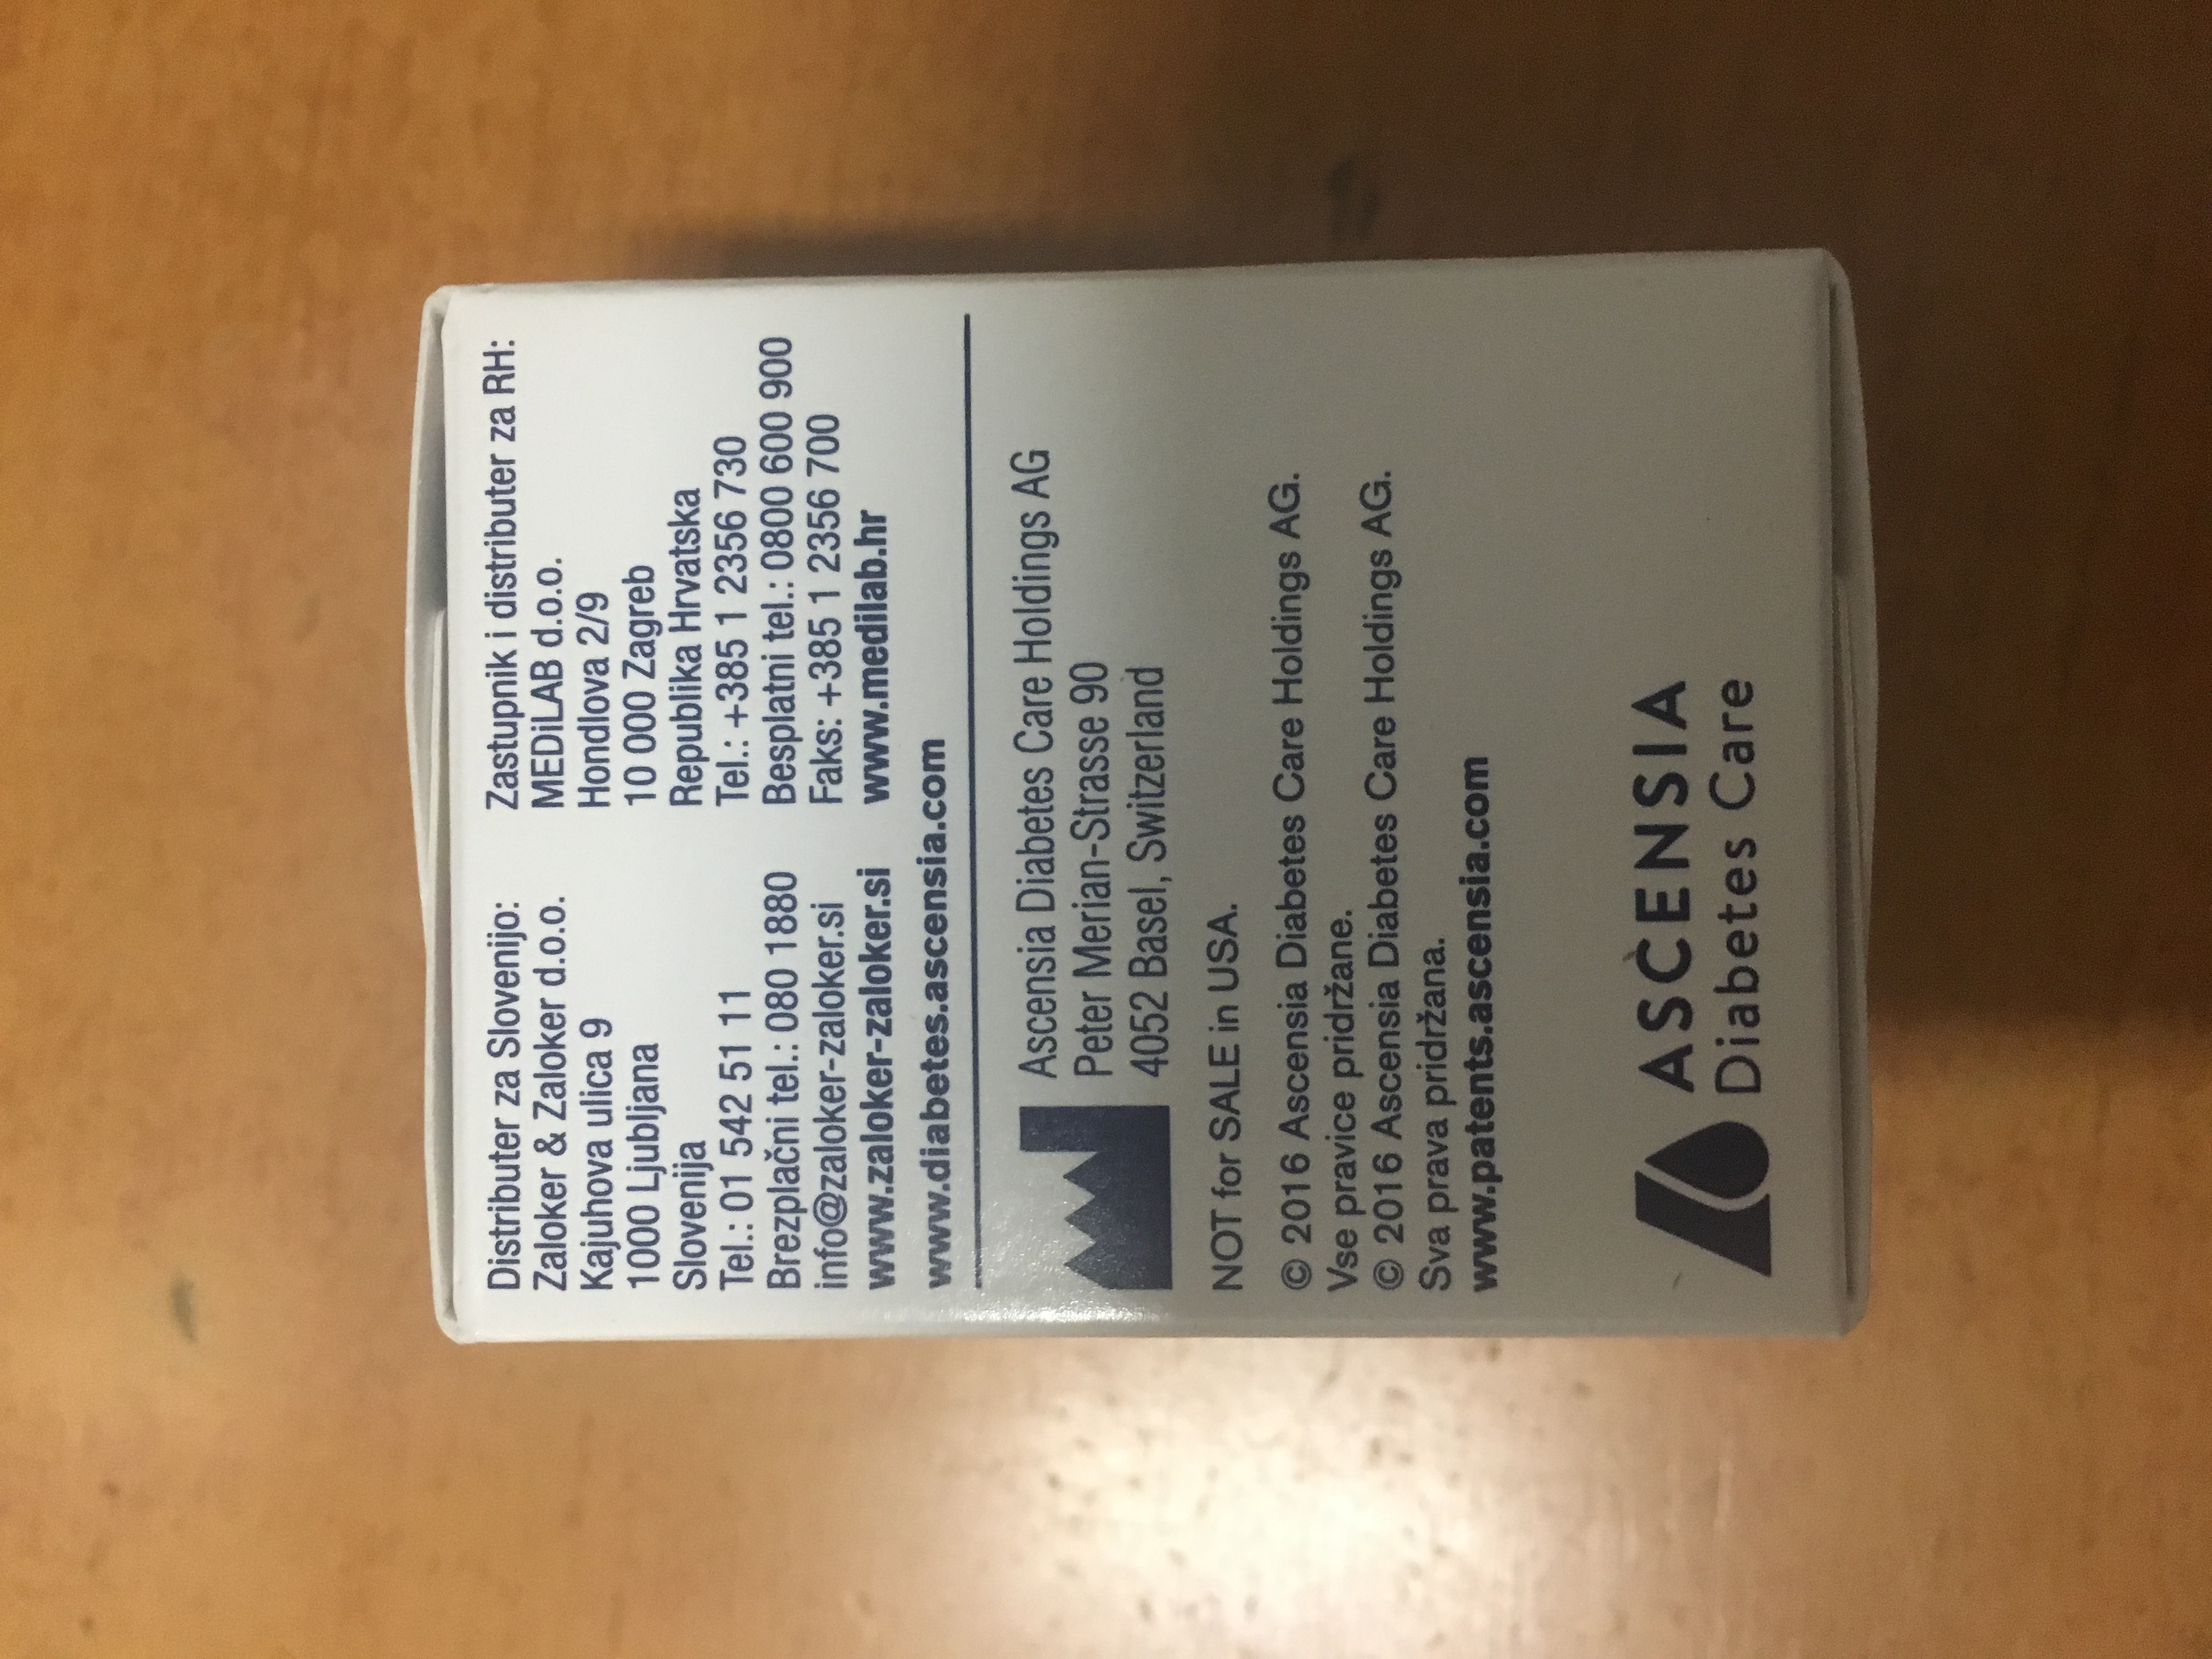 Distributer za Slovenijo:
Zaloker & Zaloker d.o.o.
Kajuhova ulica 9
1000 Ljubljana
Slovenija
Tel.: 01 542 51 11
Brezplačni tel.: 080 1880
info@zaloker-zaloker.si
www.zaloker-zaloker.si
Zastupnik i distributer za RH:
MEDiLAB d.o.o.
Hondlova 2/9
10 000 Zagreb
Republika Hrvatska
Tel.: +385 1 2356 730
Besplatni tel.: 0800 600 900
Faks: +385 1 2356 700
www.medilab.hr
www.diabetes.ascensia.com
Ascensia Diabetes Care Holdings AG
Peter Merian-Strasse 90
4052 Basel, Switzerland
NOT for SALE in USA.
© 2016 Ascensia Diabetes Care Holdings AG.
Vse pravice pridržane.
© 2016 Ascensia Diabetes Care Holdings AG.
Sva prava pridržana.
www.patents.ascensia.com
ASCENSIA
Diabetes Care